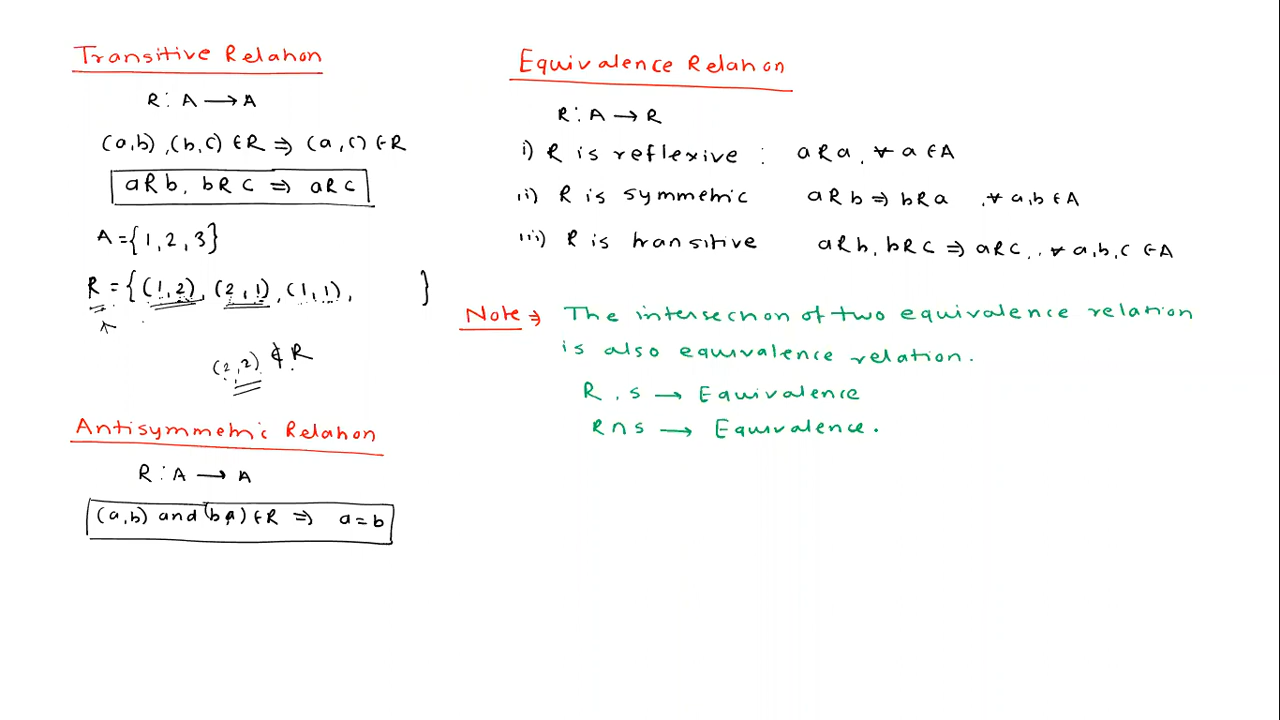 Transitive Relation
R : A → A
(a,b) , (b,c) ∈ R ⇒ (a,c) ∈ R
aRb, bRc ⇒ aRc
A = {1, 2, 3}
R = {(1,2), (2,1), (1,1), }
(2,2) ∉ R
Antisymmetric Relation
R : A → A
(a,b) and (b,a) ∈ R ⇒ a = b
Equivalence Relation
R : A → R
i) R is reflexive : aRa, ∀ a ∈ A
ii) R is symmetric aRb ⇒ bRa , ∀ a,b ∈ A
iii) R is transitive aRb, bRc ⇒ aRc, . ∀ a,b,c ∈ A
Note ⇒ The intersection of two equivalence relation
is also equivalence relation.
R , S → Equivalence
R ∩ S → Equivalence.